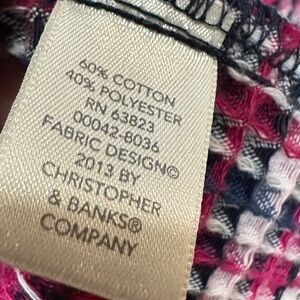 60% COTTON
40% POLYESTER
RN 63823
00042-8036
FABRIC DESIGN©
2013 BY
CHRISTOPHER
& BANKS®
COMPANY